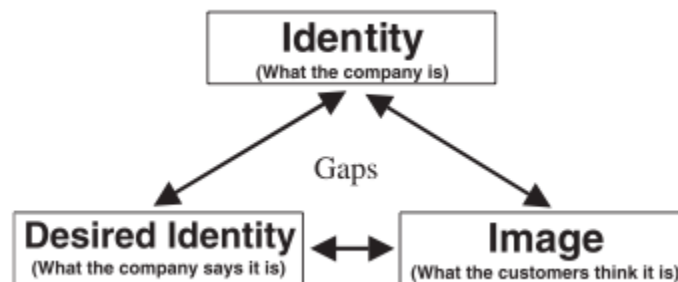 Identity
(What the company is)
Gaps
Desired Identity
(What the company says it is)
Image
(What the customers think it is)